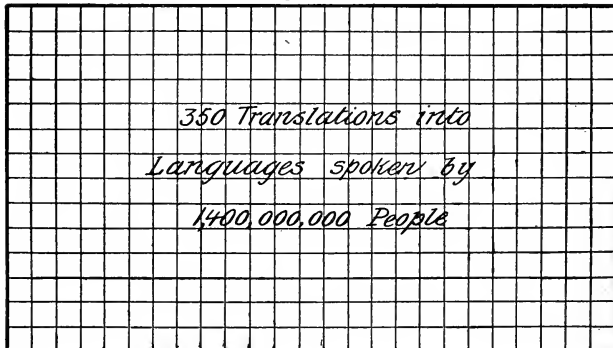 350 Translations into
Languages spoken by
1,400,000,000 People